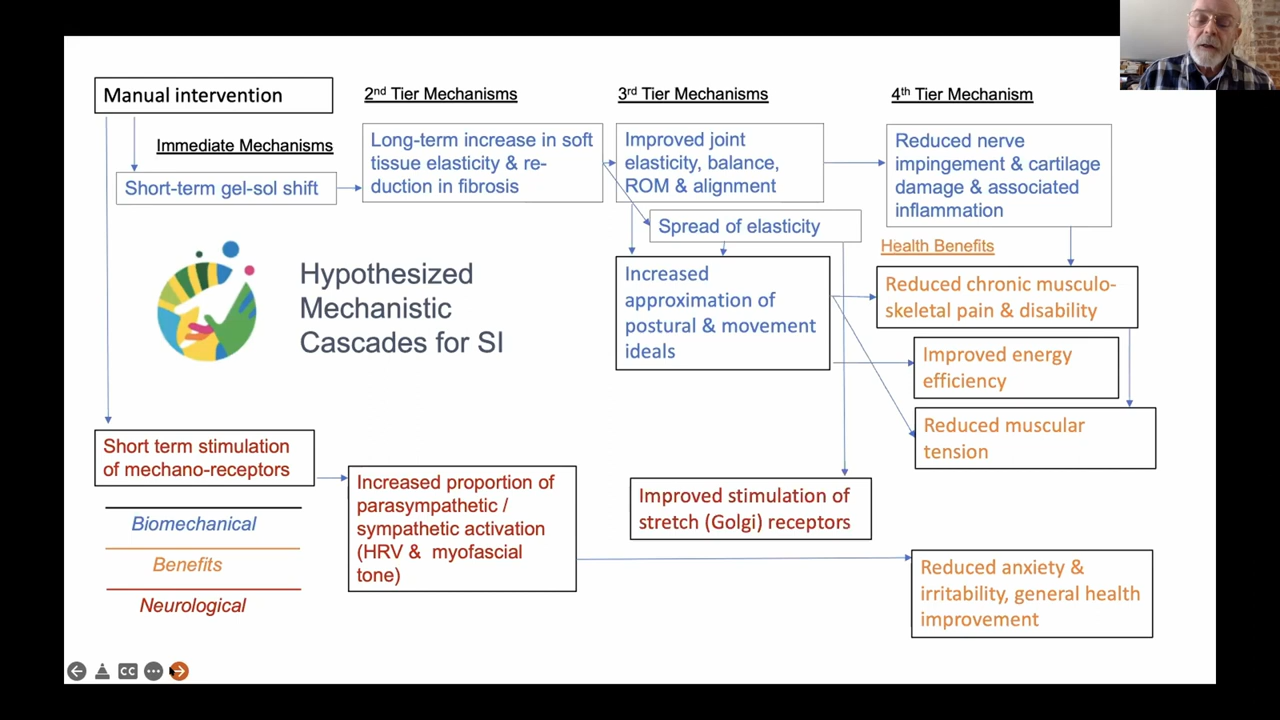 Manual intervention
2nd Tier Mechanisms
3rd Tier Mechanisms
4th Tier Mechanism
Immediate Mechanisms
Short-term gel-sol shift
Long-term increase in soft
tissue elasticity & re-
duction in fibrosis
Improved joint
elasticity, balance,
ROM & alignment
Reduced nerve
impingement & cartilage
damage & associated
inflammation
Spread of elasticity
Health Benefits
Hypothesized
Mechanistic
Cascades for SI
Increased
approximation of
postural & movement
ideals
Reduced chronic musculo-
skeletal pain & disability
Improved energy
efficiency
Reduced muscular
tension
Short term stimulation
of mechano-receptors
Increased proportion of
parasympathetic /
sympathetic activation
(HRV & myofascial
tone)
Improved stimulation of
stretch (Golgi) receptors
Biomechanical
Benefits
Neurological
Reduced anxiety &
irritability, general health
improvement
CC